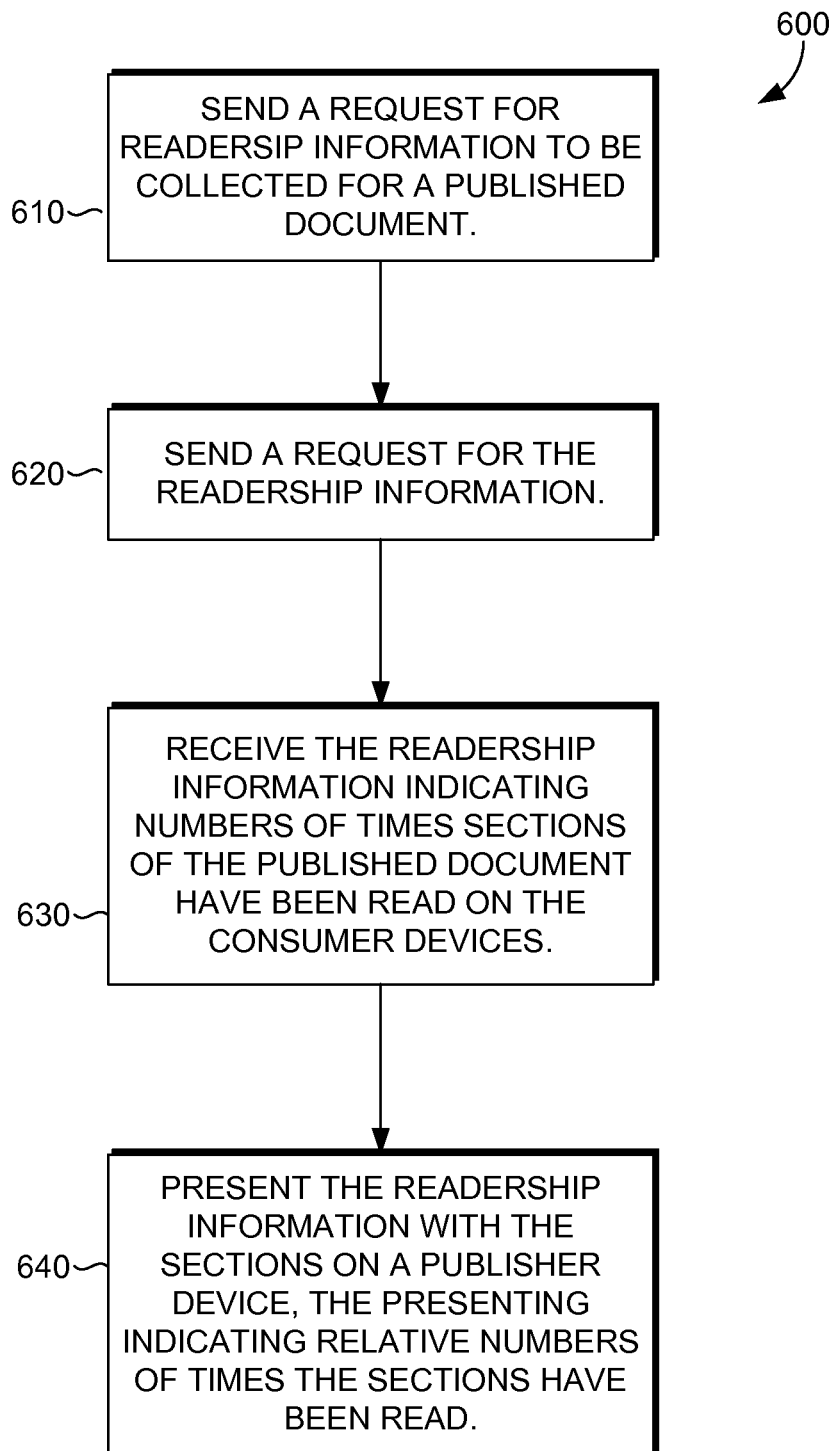 600
SEND A REQUEST FOR
READERSIP INFORMATION TO BE
COLLECTED FOR A PUBLISHED
DOCUMENT.
610
SEND A REQUEST FOR THE
READERSHIP INFORMATION.
620
RECEIVE THE READERSHIP
INFORMATION INDICATING
NUMBERS OF TIMES SECTIONS
OF THE PUBLISHED DOCUMENT
HAVE BEEN READ ON THE
CONSUMER DEVICES.
630
PRESENT THE READERSHIP
INFORMATION WITH THE
SECTIONS ON A PUBLISHER
DEVICE, THE PRESENTING
INDICATING RELATIVE NUMBERS
OF TIMES THE SECTIONS HAVE
BEEN READ.
640